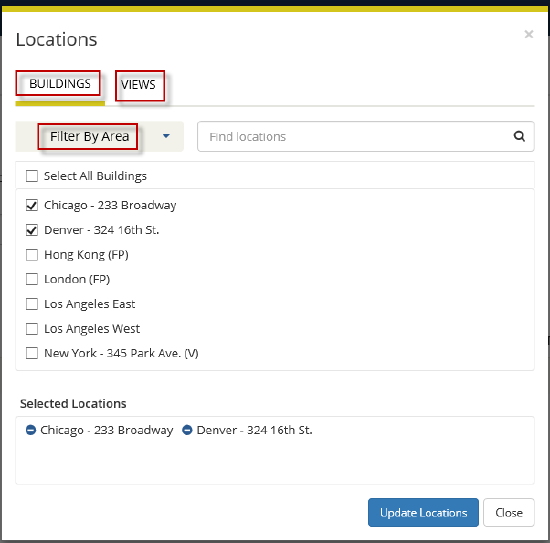 Locations ×
BUILDINGS VIEWS
Filter By Area Find locations
Select All Buildings
Chicago - 233 Broadway
Denver - 324 16th St.
Hong Kong (FP)
London (FP)
Los Angeles East
Los Angeles West
New York - 345 Park Ave. (V)
Selected Locations
Chicago - 233 Broadway Denver - 324 16th St.
Update Locations Close